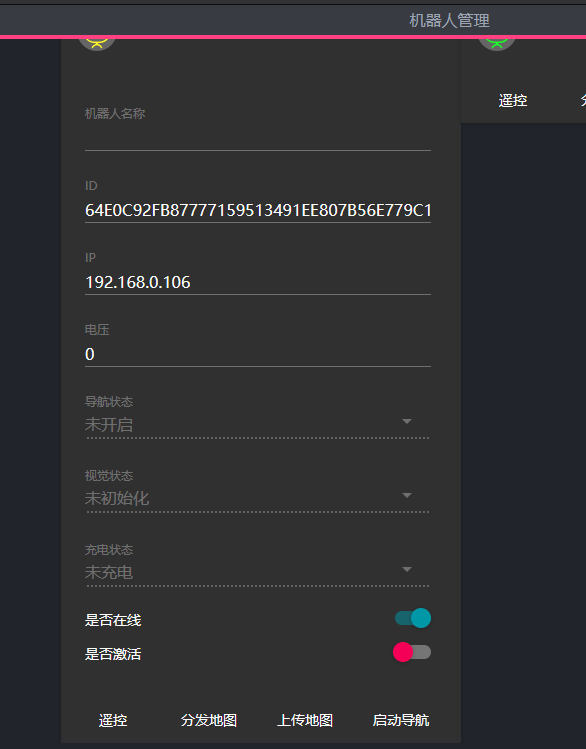 机器人管理
遥控
机器人名称
ID
64E0C92FB87777159513491EE807B56E779C1
IP
192.168.0.106
电压
0
导航状态
未开启
视觉状态
未初始化
充电状态
未充电
是否在线
是否激活
遥控 分发地图 上传地图 启动导航